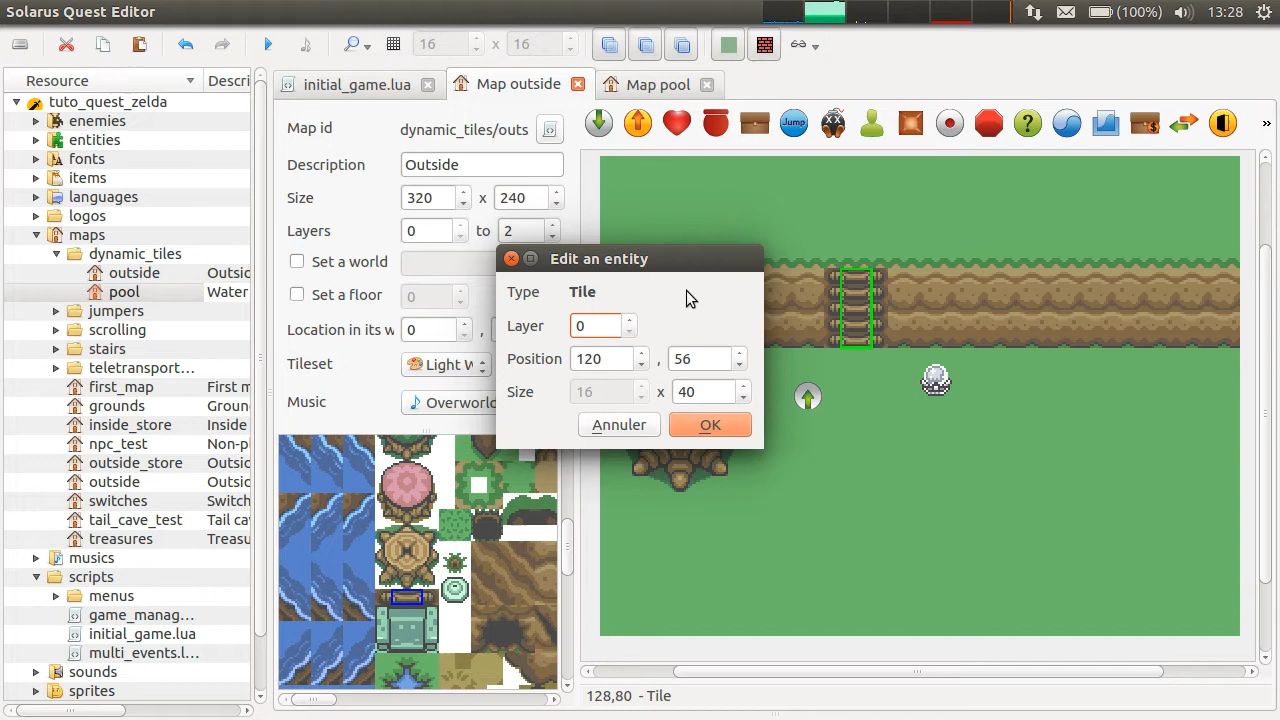 Solarus Quest Editor
(100%)
13:28
16 x 16
Resource
Descri
tuto_quest_zelda
enemies
entities
fonts
items
languages
logos
maps
dynamic_tiles
outside Outsid
pool Water
jumpers
scrolling
stairs
teletransport...
first_map First m
grounds Ground
inside_store Inside
npc_test Non-pl
outside_store Outside
outside Outside
switches Switch
tail_cave_test Tail ca
treasures Treasu
musics
scripts
menus
game_manag...
initial_game.lua
multi_events.l...
sounds
sprites
initial_game.lua
Map outside
Map pool
Map id dynamic_tiles/outs
Description Outside
Size 320 x 240
Layers 0 to 2
Set a world
Set a floor 0
Location in its w 0 ,
Tileset Light W
Music Overworld
Jump
$
?
»
Edit an entity
Type Tile
Layer 0
Position 120 , 56
Size 16 x 40
Annuler OK
128,80 - Tile